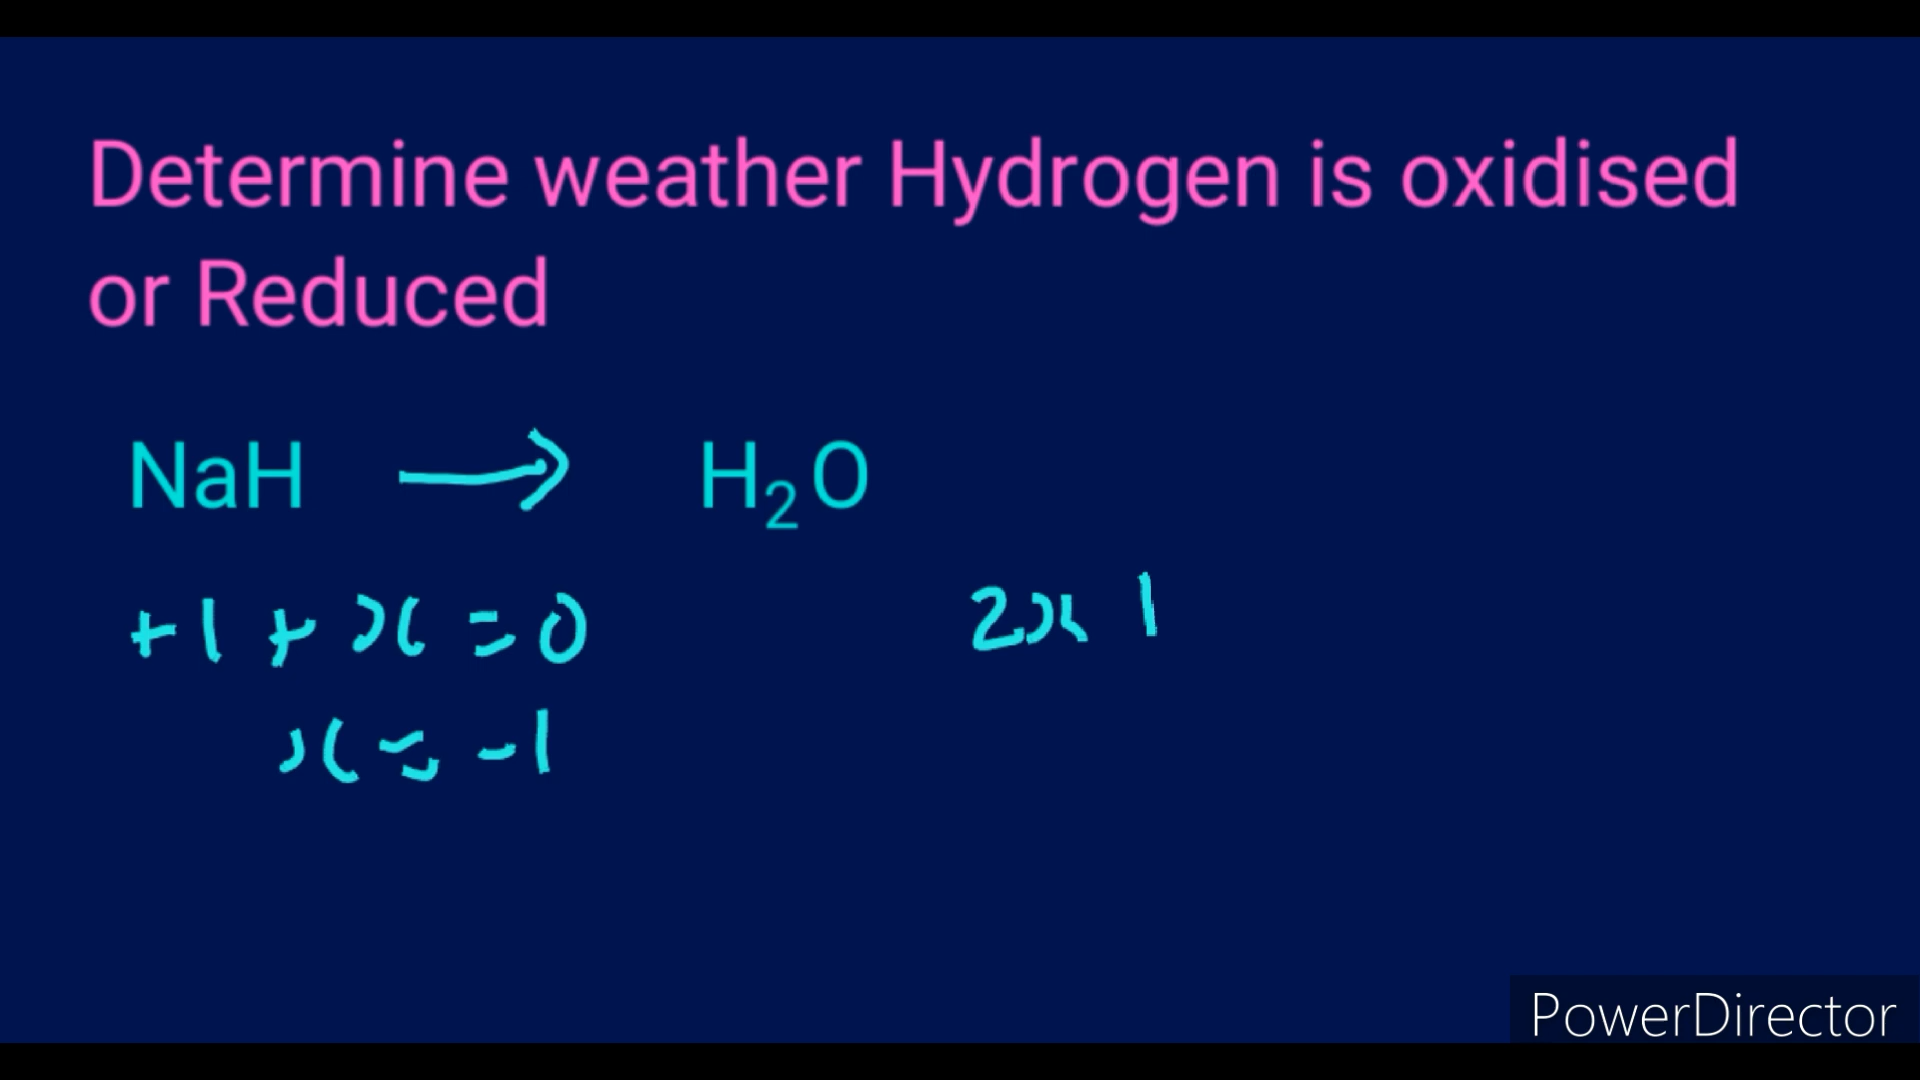 Determine weather Hydrogen is oxidised
or Reduced
NaH → H₂O
+1 + x = 0
2x 1
x = -1
PowerDirector